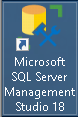 Microsoft
SQL Server
Management
Studio 18